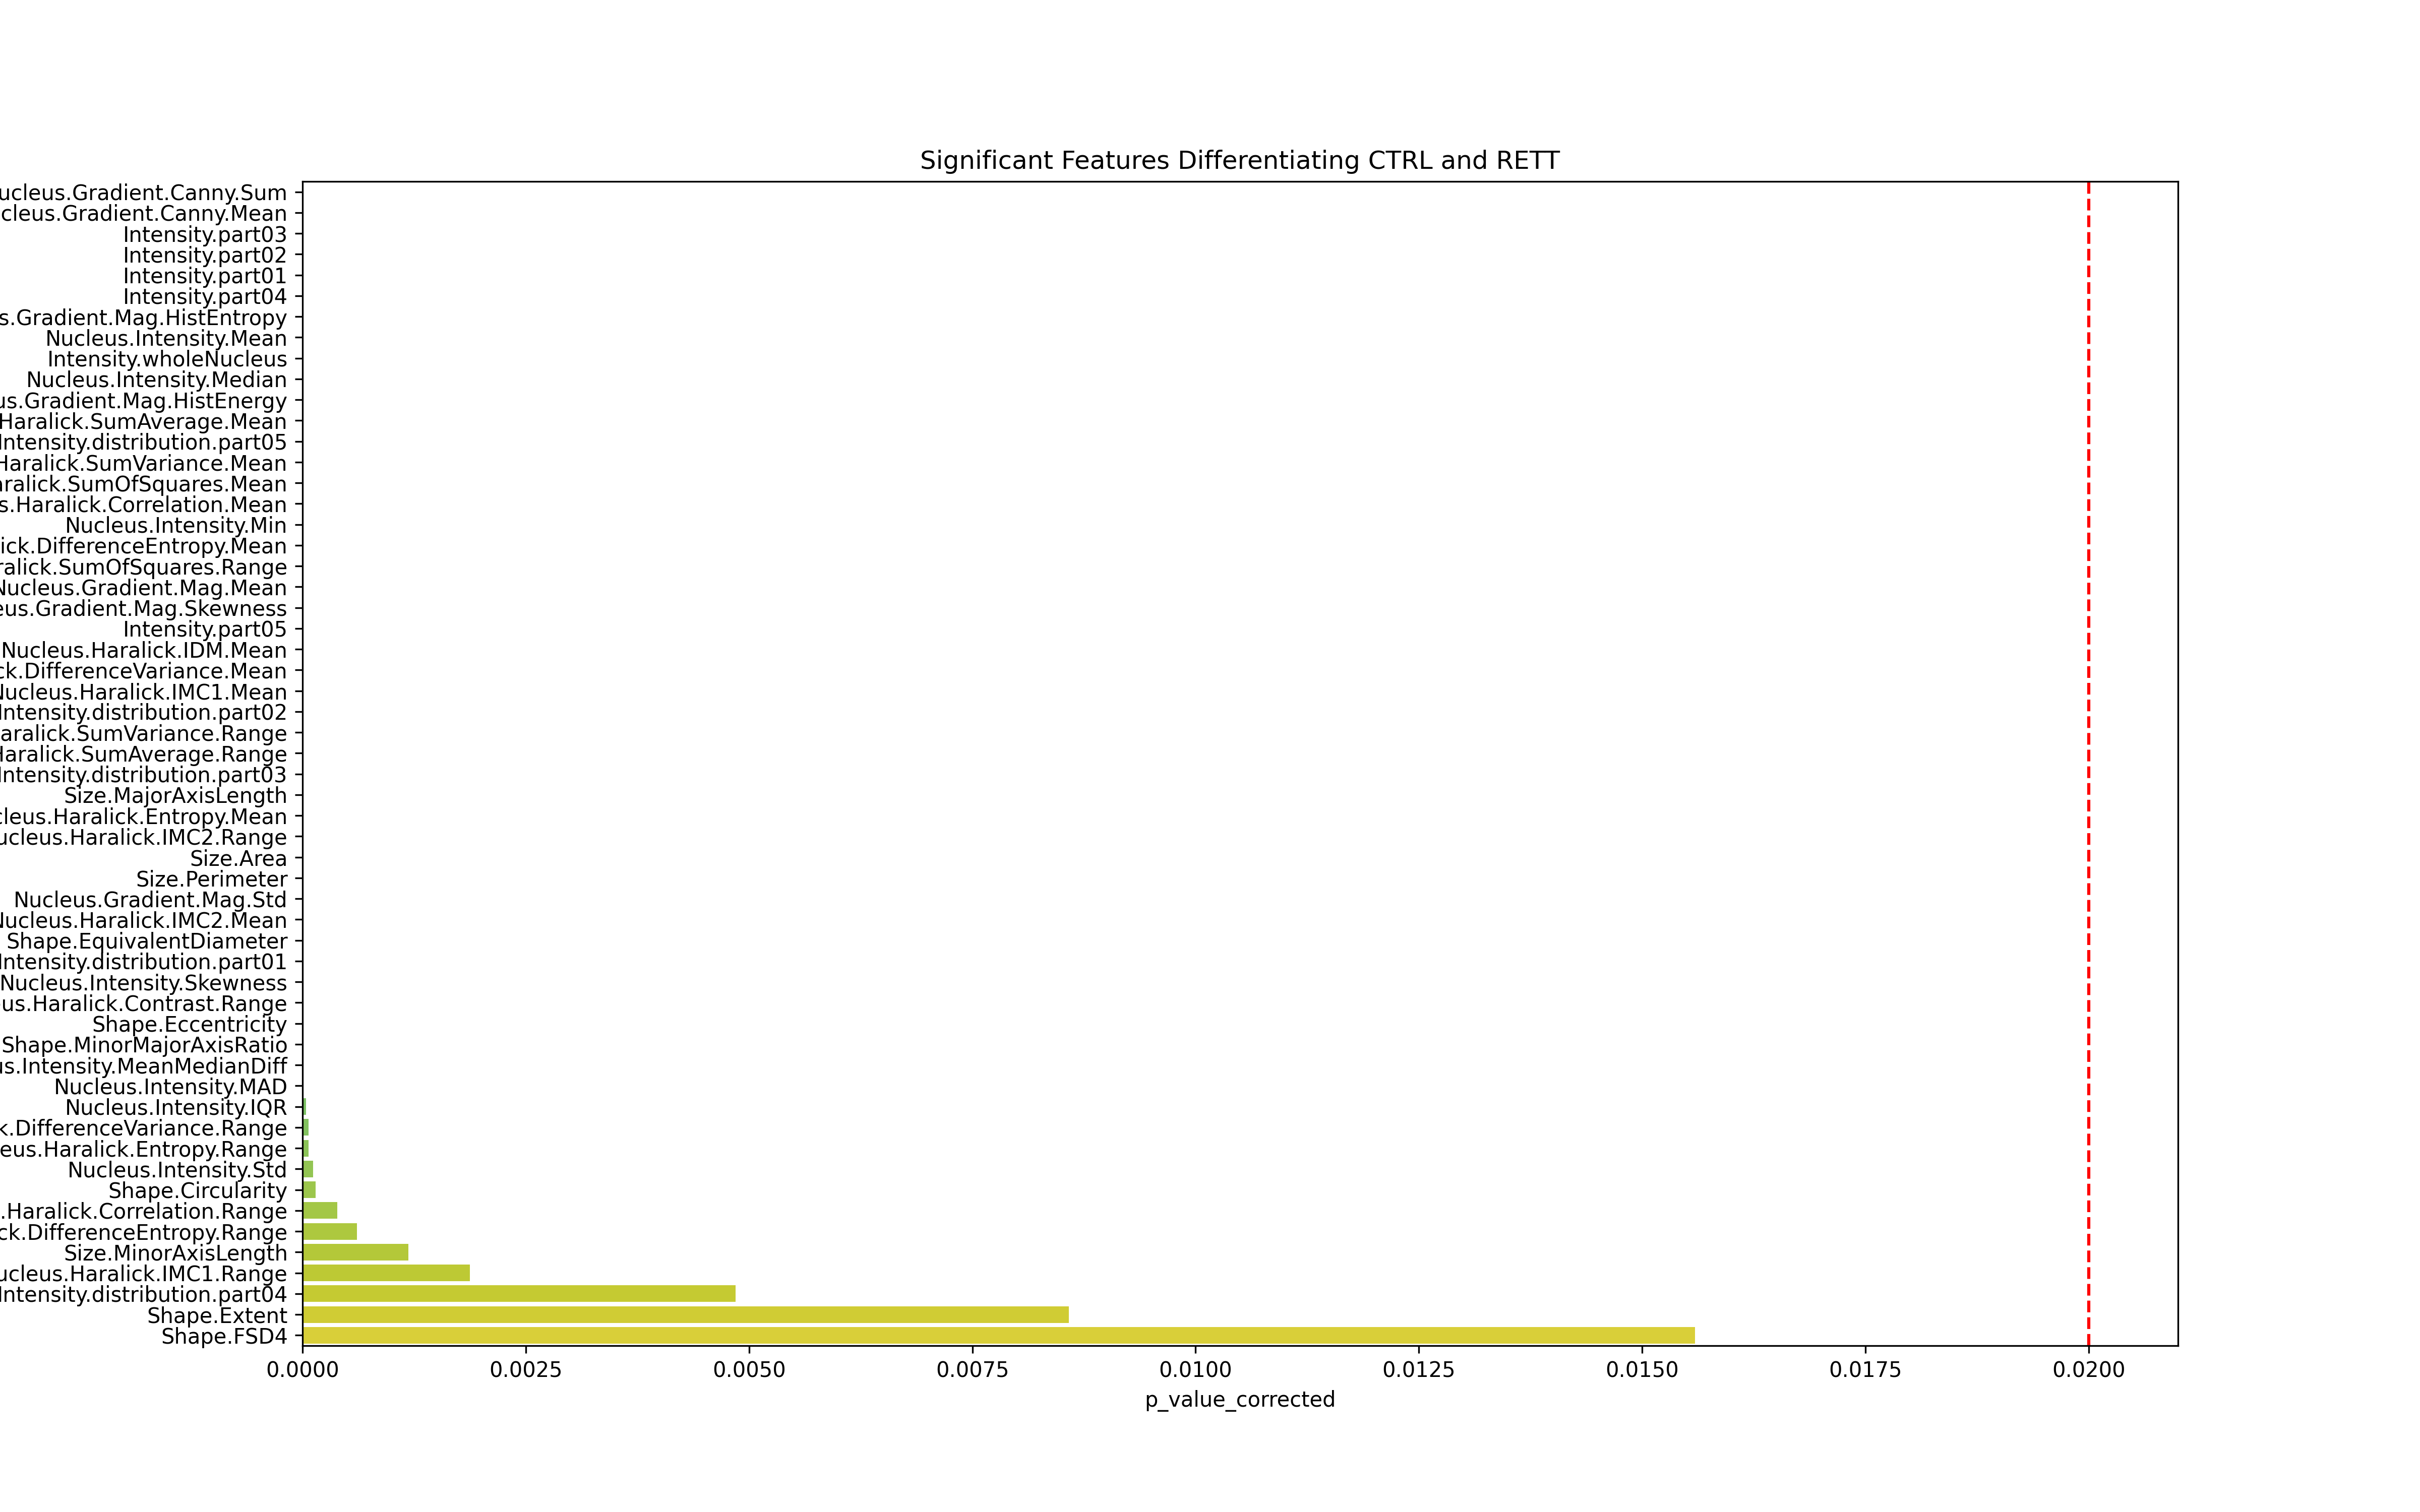 Significant Features Differentiating CTRL and RETT
ucleus.Gradient.Canny.Sum
cleus.Gradient.Canny.Mean
Intensity.part03
Intensity.part02
Intensity.part01
Intensity.part04
s.Gradient.Mag.HistEntropy
Nucleus.Intensity.Mean
Intensity.wholeNucleus
Nucleus.Intensity.Median
us.Gradient.Mag.HistEnergy
Haralick.SumAverage.Mean
Intensity.distribution.part05
Haralick.SumVariance.Mean
aralick.SumOfSquares.Mean
s.Haralick.Correlation.Mean
Nucleus.Intensity.Min
ick.DifferenceEntropy.Mean
ralick.SumOfSquares.Range
Nucleus.Gradient.Mag.Mean
eus.Gradient.Mag.Skewness
Intensity.part05
Nucleus.Haralick.IDM.Mean
ck.DifferenceVariance.Mean
Nucleus.Haralick.IMC1.Mean
Intensity.distribution.part02
aralick.SumVariance.Range
Haralick.SumAverage.Range
Intensity.distribution.part03
Size.MajorAxisLength
cleus.Haralick.Entropy.Mean
ucleus.Haralick.IMC2.Range
Size.Area
Size.Perimeter
Nucleus.Gradient.Mag.Std
Nucleus.Haralick.IMC2.Mean
Shape.EquivalentDiameter
Intensity.distribution.part01
Nucleus.Intensity.Skewness
us.Haralick.Contrast.Range
Shape.Eccentricity
Shape.MinorMajorAxisRatio
us.Intensity.MeanMedianDiff
Nucleus.Intensity.MAD
Nucleus.Intensity.IQR
k.DifferenceVariance.Range
eus.Haralick.Entropy.Range
Nucleus.Intensity.Std
Shape.Circularity
.Haralick.Correlation.Range
ck.DifferenceEntropy.Range
Size.MinorAxisLength
ucleus.Haralick.IMC1.Range
Intensity.distribution.part04
Shape.Extent
Shape.FSD4
0.0000 0.0025 0.0050 0.0075 0.0100 0.0125 0.0150 0.0175 0.0200
p_value_corrected